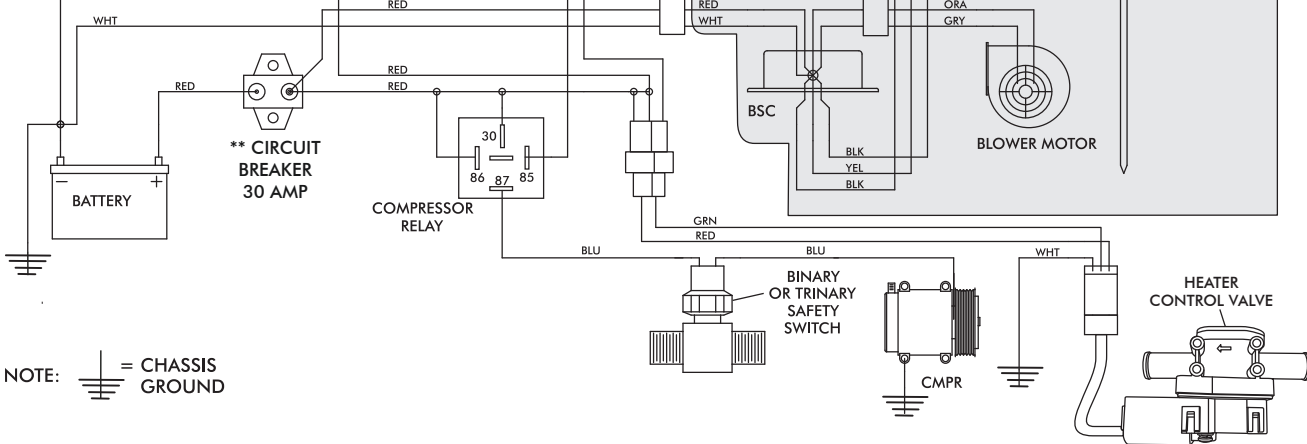 RED
RED
ORA
WHT
WHT
GRY
RED
RED
RED
BSC
BLOWER MOTOR
** CIRCUIT
BREAKER
30 AMP
30
86
87
85
BLK
YEL
BLK
–
+
BATTERY
COMPRESSOR
RELAY
GRN
RED
BLU
BLU
WHT
BINARY
OR TRINARY
SAFETY
SWITCH
HEATER
CONTROL VALVE
CMPR
NOTE:
= CHASSIS
GROUND